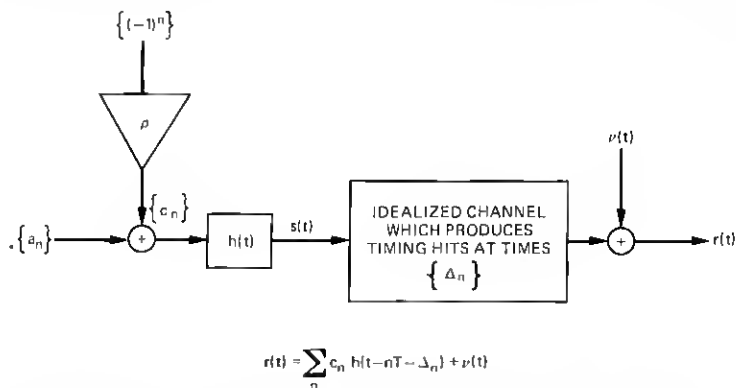 {(-1)ⁿ}
ρ
ν(t)
{cₙ}
{aₙ}
+
h(t)
s(t)
IDEALIZED CHANNEL
WHICH PRODUCES
TIMING HITS AT TIMES
{Δₙ}
+
r(t)
r(t) = ∑ₙ cₙ h(t−nT−Δₙ) + ν(t)